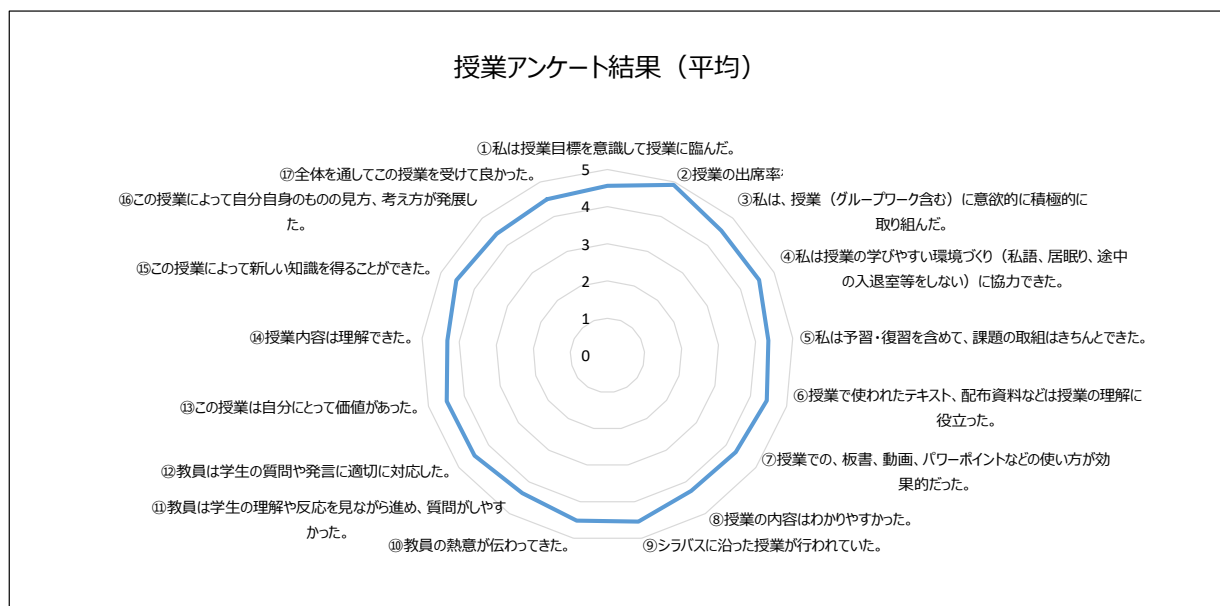 授業アンケート結果（平均）
①私は授業目標を意識して授業に臨んだ。
②授業の出席率
③私は、授業（グループワーク含む）に意欲的に積極的に
取り組んだ。
④私は授業の学びやすい環境づくり（私語、居眠り、途中
の入退室等をしない）に協力できた。
⑤私は予習・復習を含めて、課題の取組はきちんとできた。
⑥授業で使われたテキスト、配布資料などは授業の理解に
役立った。
⑦授業での、板書、動画、パワーポイントなどの使い方が効
果的だった。
⑧授業の内容はわかりやすかった。
⑨シラバスに沿った授業が行われていた。
⑩教員の熱意が伝わってきた。
⑪教員は学生の理解や反応を見ながら進め、質問がしやす
かった。
⑫教員は学生の質問や発言に適切に対応した。
⑬この授業は自分にとって価値があった。
⑭授業内容は理解できた。
⑮この授業によって新しい知識を得ることができた。
⑯この授業によって自分自身のものの見方、考え方が発展し
た。
⑰全体を通してこの授業を受けて良かった。
5
4
3
2
1
0